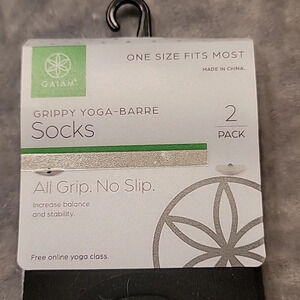 ONE SIZE FITS MOST
MADE IN CHINA.
GAIAM
GRIPPY YOGA-BARRE
Socks
2
PACK
All Grip. No Slip.
Increase balance
and stability.
Free online yoga class.